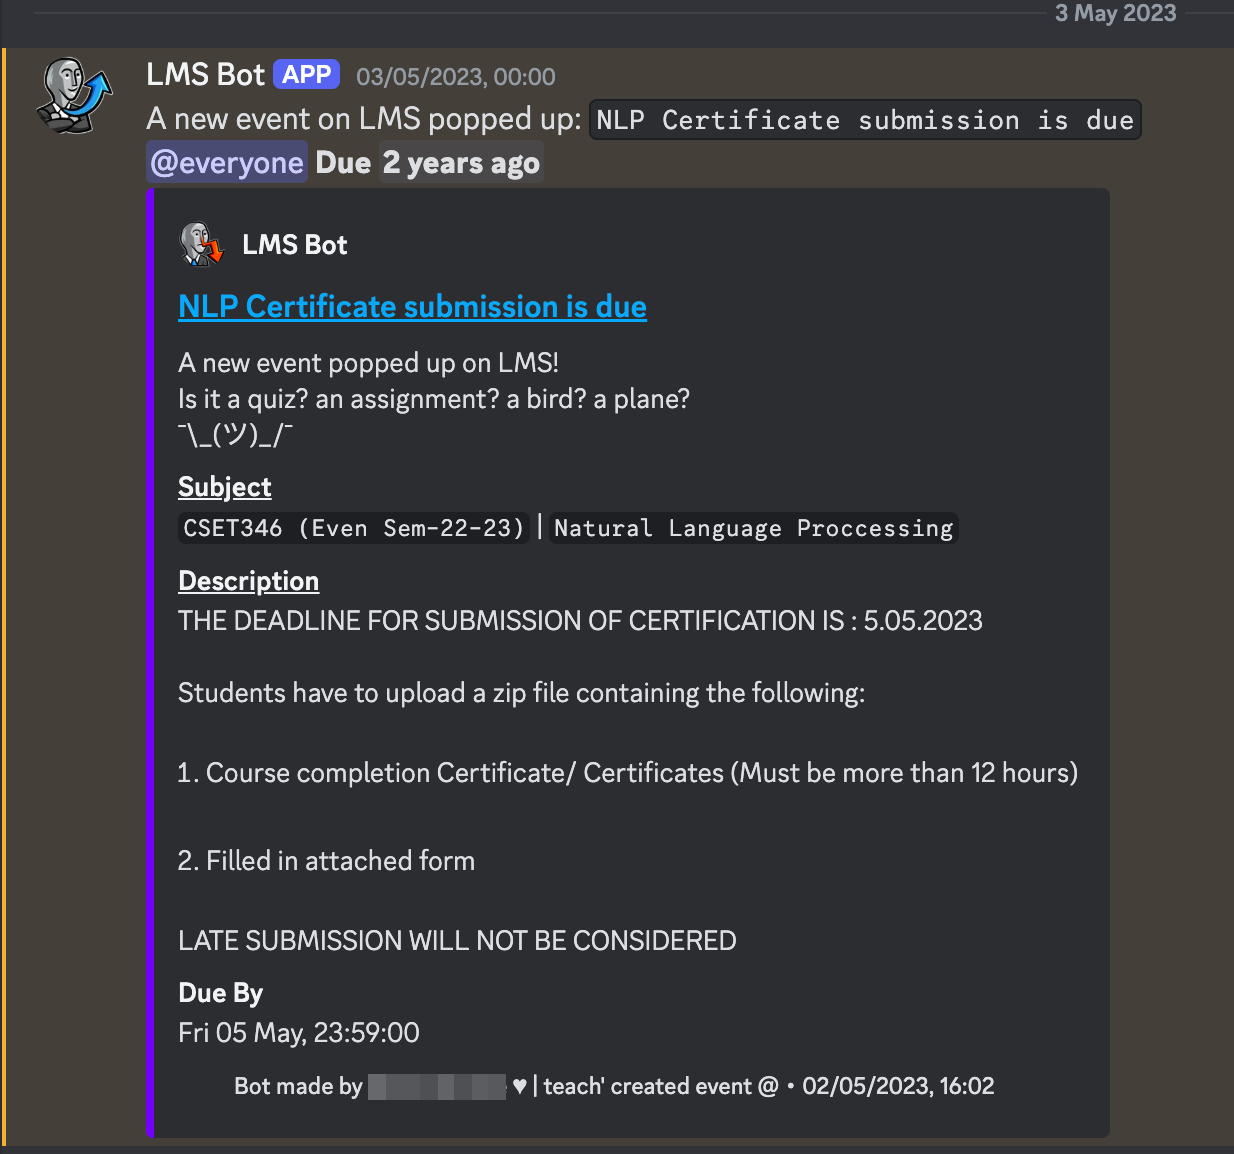 3 May 2023
LMS Bot APP 03/05/2023, 00:00
A new event on LMS popped up: NLP Certificate submission is due
@everyone Due 2 years ago
LMS Bot
NLP Certificate submission is due
A new event popped up on LMS!
Is it a quiz? an assignment? a bird? a plane?
¯\_(ツ)_/¯
Subject
CSET346 (Even Sem-22-23) | Natural Language Proccessing
Description
THE DEADLINE FOR SUBMISSION OF CERTIFICATION IS : 5.05.2023
Students have to upload a zip file containing the following:
1. Course completion Certificate/ Certificates (Must be more than 12 hours)
2. Filled in attached form
LATE SUBMISSION WILL NOT BE CONSIDERED
Due By
Fri 05 May, 23:59:00
Bot made by ♥ | teach' created event @ • 02/05/2023, 16:02